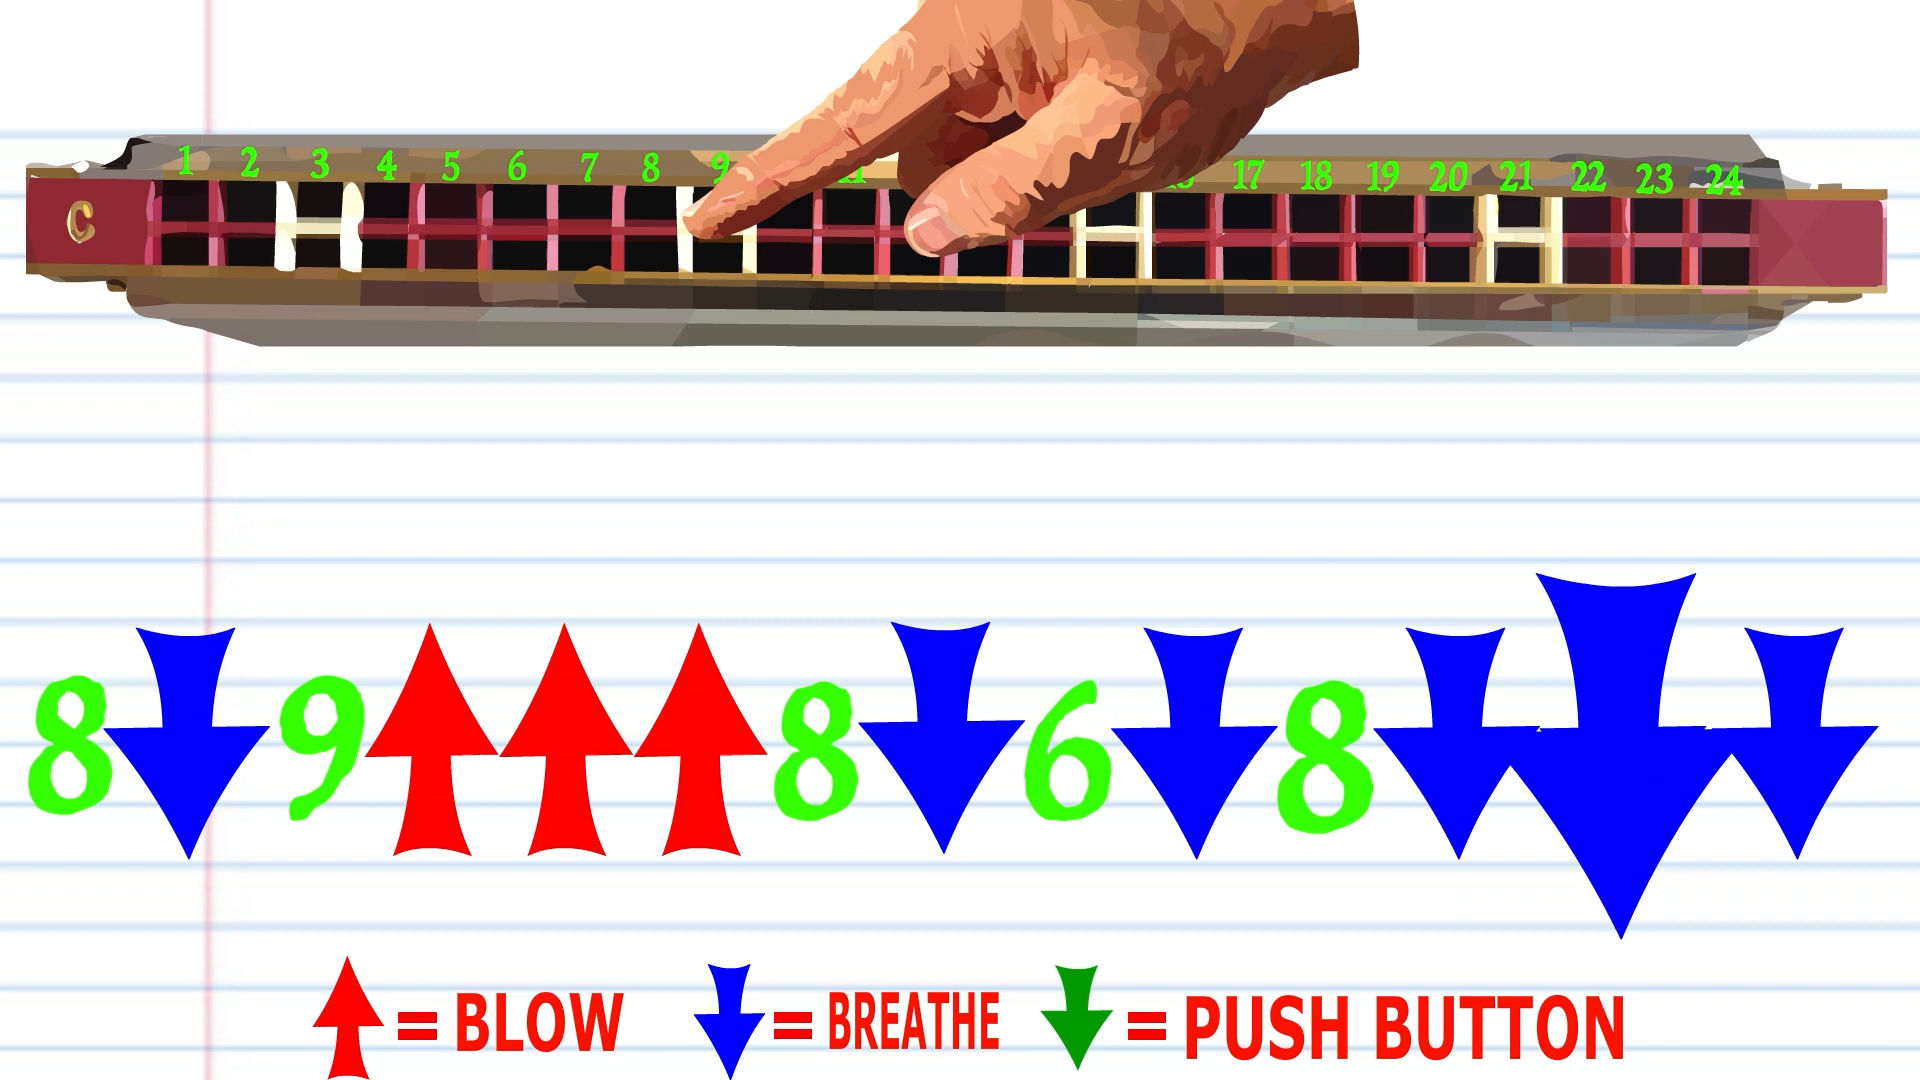 1 2 3 4 5 6 7 8 9 17 18 19 20 21 22 23 24
C
8 9 8 6 8
= BLOW = BREATHE = PUSH BUTTON